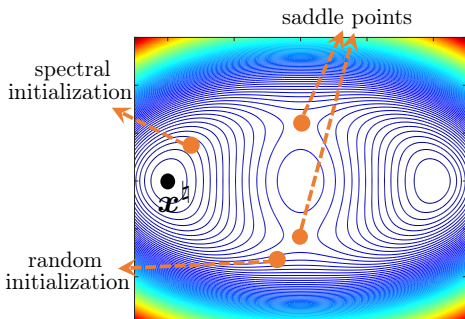 saddle points
spectral
initialization
x♮
random
initialization